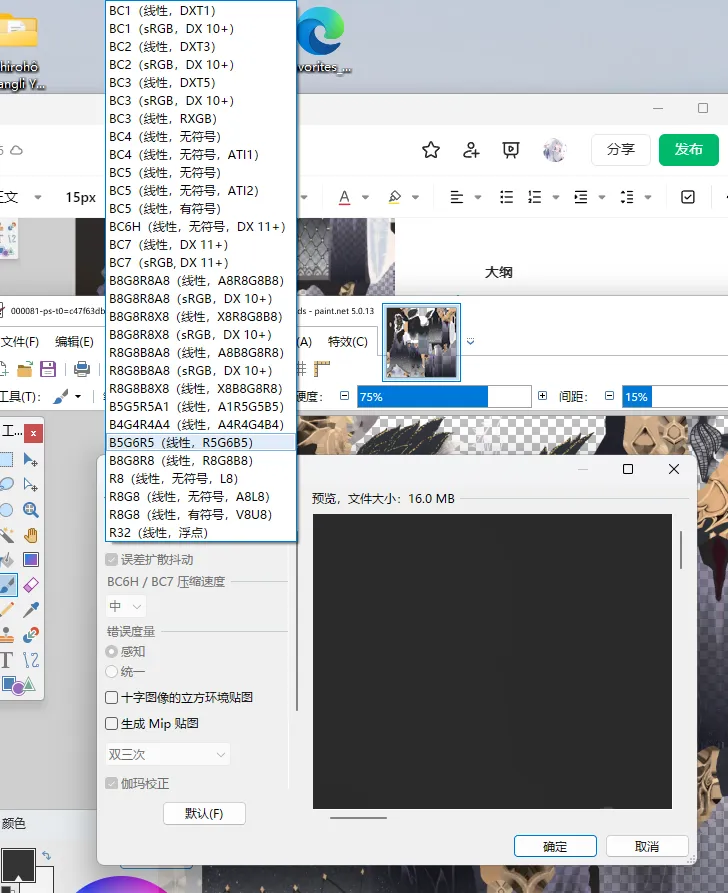 BC1（线性，DXT1）
BC1（sRGB，DX 10+）
BC2（线性，DXT3）
BC2（sRGB，DX 10+）
BC3（线性，DXT5）
BC3（sRGB，DX 10+）
BC3（线性，RXGB）
BC4（线性，无符号）
BC4（线性，无符号，ATI1）
BC5（线性，无符号）
BC5（线性，无符号，ATI2）
BC5（线性，有符号）
BC6H（线性，无符号，DX 11+）
BC7（线性，DX 11+）
BC7（sRGB, DX 11+）
B8G8R8A8（线性，A8R8G8B8）
B8G8R8A8（sRGB，DX 10+）
B8G8R8X8（线性，X8R8G8B8）
B8G8R8X8（sRGB，DX 10+）
R8G8B8A8（线性，A8B8G8R8）
R8G8B8A8（sRGB，DX 10+）
R8G8B8X8（线性，X8B8G8R8）
B5G5R5A1（线性，A1R5G5B5）
B4G4R4A4（线性，A4R4G4B4）
B5G6R5（线性，R5G6B5）
B8G8R8（线性，R8G8B8）
R8（线性，无符号，L8）
R8G8（线性，无符号，A8L8）
R8G8（线性，有符号，V8U8）
R32（线性，浮点）
hirohó
angli Y...
vorites_...
分享
发布
正文
15px
大纲
000081-ps-t0=c47f63db
ds - paint.net 5.0.13
文件(F)
编辑(E)
(A)
特效(C)
工具(T):
硬度:
75%
间距:
15%
工...
预览，文件大小：16.0 MB
误差扩散抖动
BC6H / BC7 压缩速度
中
错误度量
感知
统一
十字图像的立方环境贴图
生成 Mip 贴图
双三次
伽玛校正
默认(F)
确定
取消
颜色